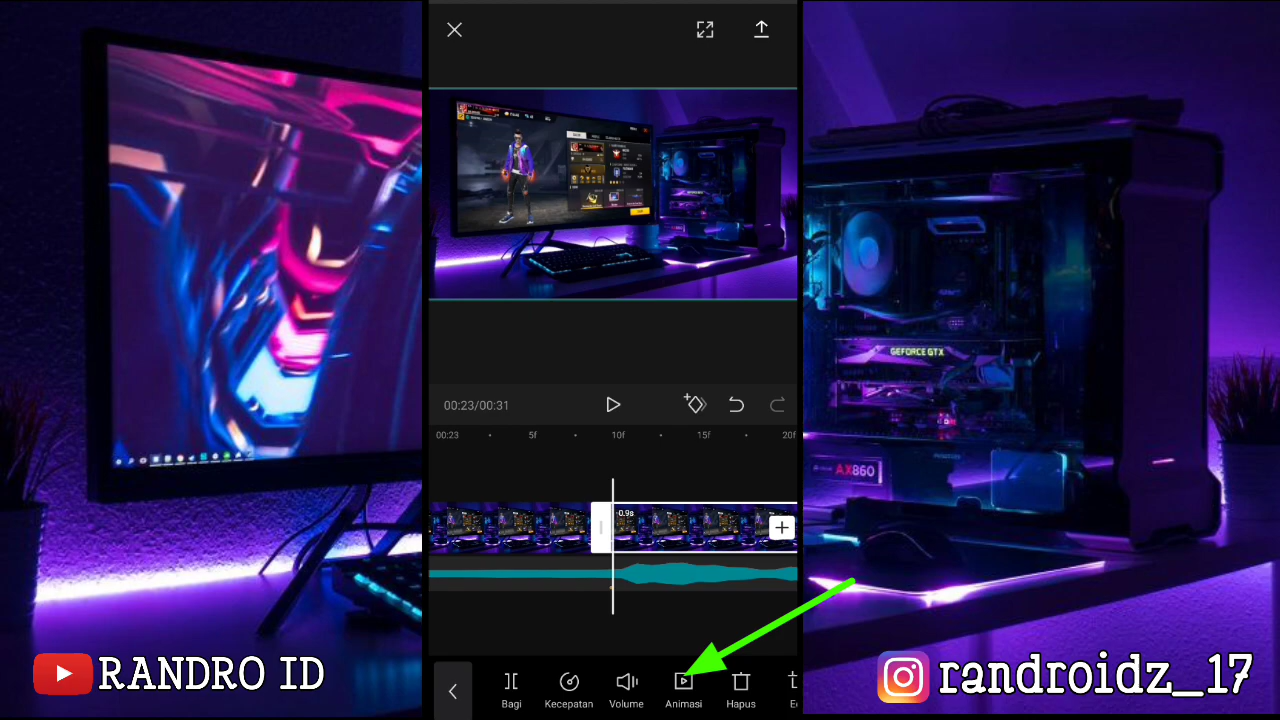 GEFORCE GTX
AX860
00:23/00:31
00:23
5f
10f
15f
20f
0.9s
Bagi
Kecepatan
Volume
Animasi
Hapus
RANDRO ID
randroidz_17